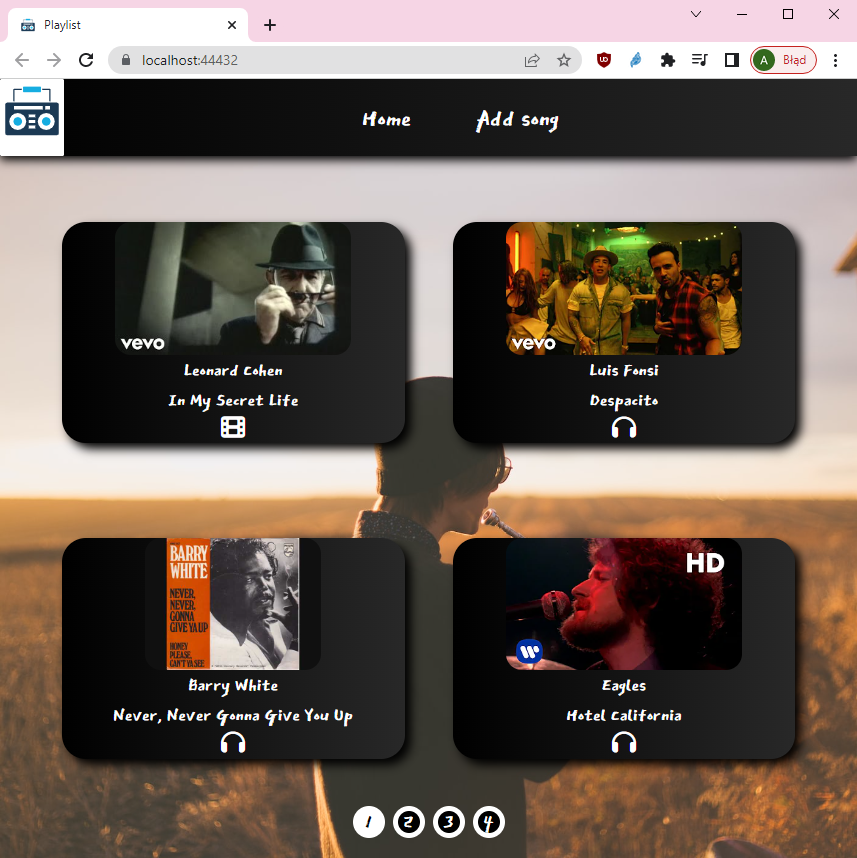 Playlist
localhost:44432
A
Błąd
Home
Add song
vevo
Leonard Cohen
In My Secret Life
vevo
Luis Fonsi
Despacito
BARRY
WHITE
NEVER,
NEVER
GONNA
GIVE YA UP
HONEY
PLEASE,
CAN'T YA SEE
Barry White
Never, Never Gonna Give You Up
HD
Eagles
Hotel California
1
2
3
4